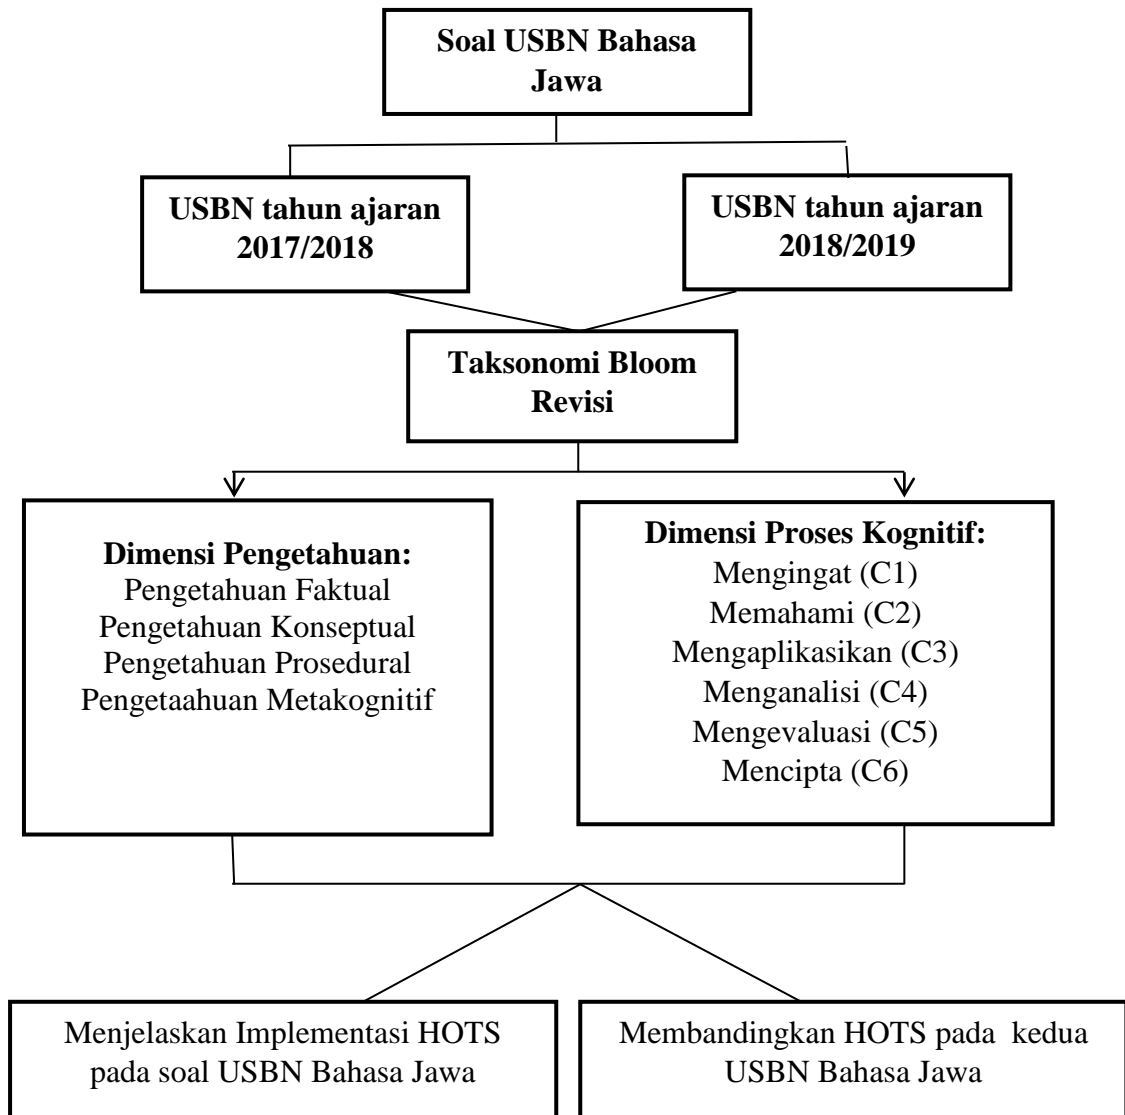 Soal USBN Bahasa
Jawa
USBN tahun ajaran
2017/2018
USBN tahun ajaran
2018/2019
Taksonomi Bloom
Revisi
Dimensi Pengetahuan:
Pengetahuan Faktual
Pengetahuan Konseptual
Pengetahuan Prosedural
Pengetaahuan Metakognitif
Dimensi Proses Kognitif:
Mengingat (C1)
Memahami (C2)
Mengaplikasikan (C3)
Menganalisi (C4)
Mengevaluasi (C5)
Mencipta (C6)
Menjelaskan Implementasi HOTS
pada soal USBN Bahasa Jawa
Membandingkan HOTS pada  kedua
USBN Bahasa Jawa